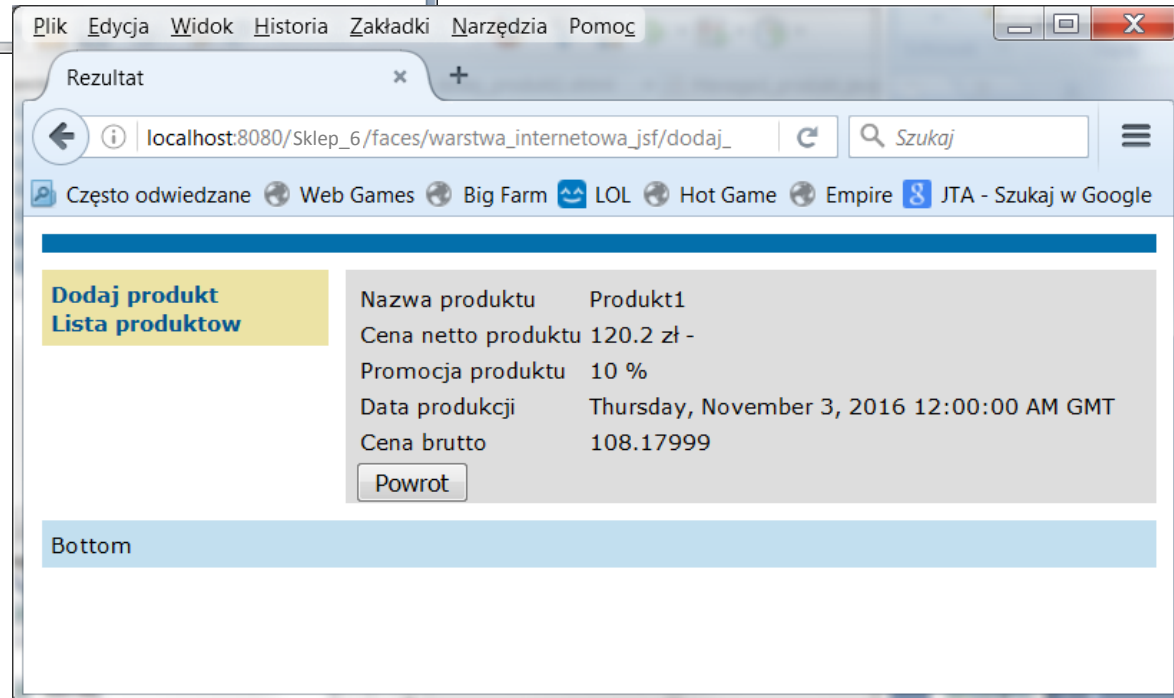 Plik Edycja Widok Historia Zakładki Narzędzia Pomoc
Rezultat
localhost:8080/Sklep_6/faces/warstwa_internetowa_jsf/dodaj_ Szukaj
Często odwiedzane Web Games Big Farm LOL Hot Game Empire 8 JTA - Szukaj w Google
Dodaj produkt
Lista produktow
Nazwa produktu Produkt1
Cena netto produktu 120.2 zł -
Promocja produktu 10 %
Data produkcji Thursday, November 3, 2016 12:00:00 AM GMT
Cena brutto 108.17999
Powrot
Bottom